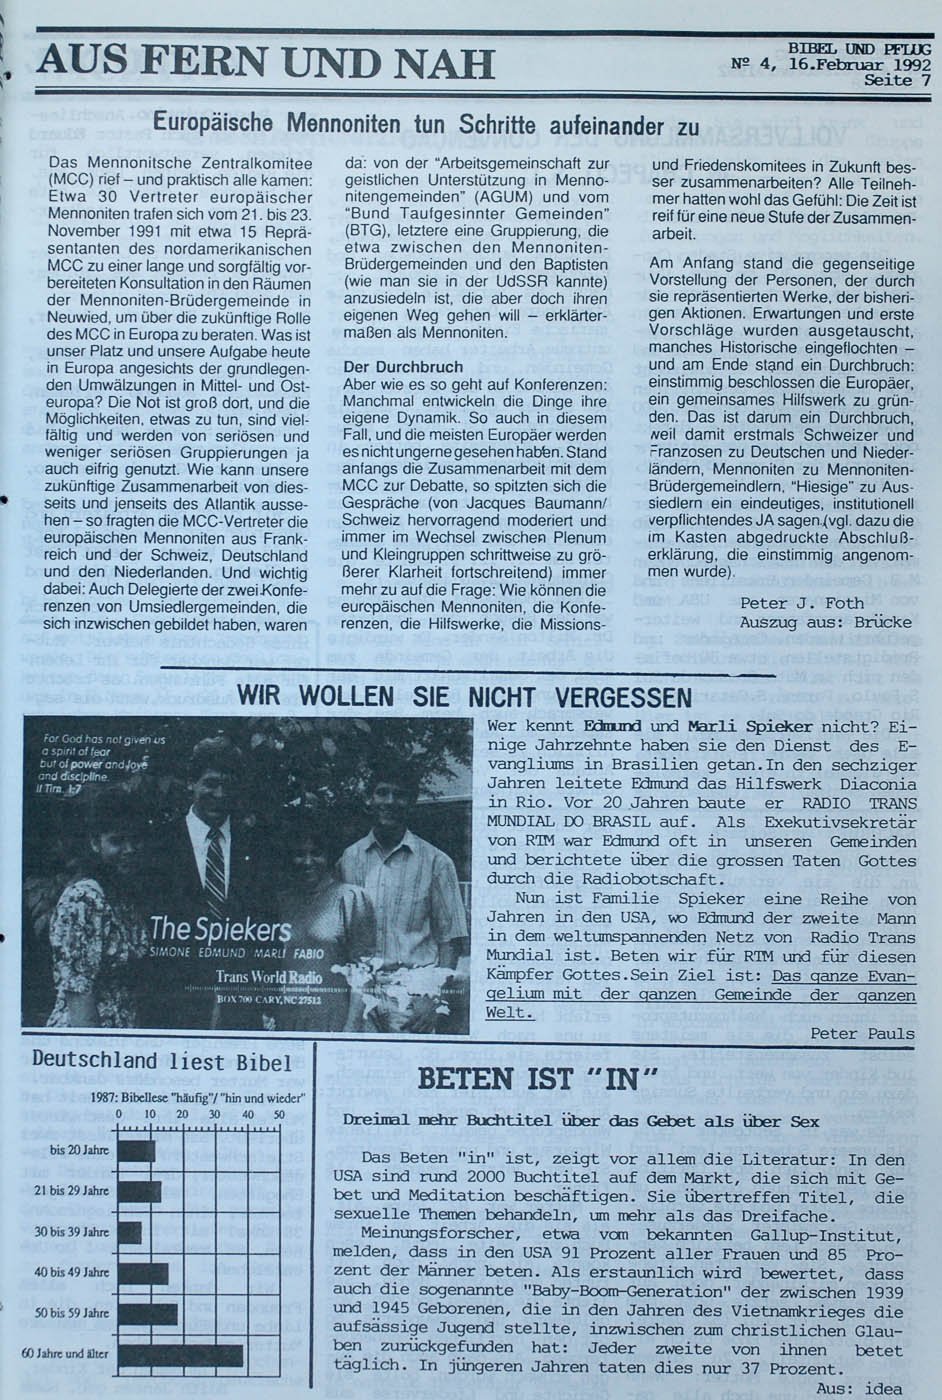 AUS FERN UND NAH
BIBEL UND PFLUG
Nº 4, 16.Februar 1992
Seite 7
Europäische Mennoniten tun Schritte aufeinander zu
Das Mennonitsche Zentralkomitee
(MCC) rief – und praktisch alle kamen:
Etwa 30 Vertreter europäischer
Mennoniten trafen sich vom 21. bis 23.
November 1991 mit etwa 15 Reprä-
sentanten des nordamerikanischen
MCC zu einer lange und sorgfältig vor-
bereiteten Konsultation in den Räumen
der Mennoniten-Brüdergemeinde in
Neuwied, um über die zukünftige Rolle
des MCC in Europa zu beraten. Was ist
unser Platz und unsere Aufgabe heute
in Europa angesichts der grundlegen-
den Umwälzungen in Mittel- und Ost-
europa? Die Not ist groß dort, und die
Möglichkeiten, etwas zu tun, sind viel-
fältig und werden von seriösen und
weniger seriösen Gruppierungen ja
auch eifrig genutzt. Wie kann unsere
zukünftige Zusammenarbeit von dies-
seits und jenseits des Atlantik ausse-
hen – so fragten die MCC-Vertreter die
europäischen Mennoniten aus Frank-
reich und der Schweiz, Deutschland
und den Niederlanden. Und wichtig
dabei: Auch Delegierte der zwei Konfe-
renzen von Umsiedlergemeinden, die
sich inzwischen gebildet haben, waren
da: von der "Arbeitsgemeinschaft zur
geistlichen Unterstützung in Menno-
nitengemeinden" (AGUM) und vom
"Bund Taufgesinnter Gemeinden"
(BTG), letztere eine Gruppierung, die
etwa zwischen den Mennoniten-
Brüdergemeinden und den Baptisten
(wie man sie in der UdSSR kannte)
anzusiedeln ist, die aber doch ihren
eigenen Weg gehen will – erklärter-
maßen als Mennoniten.
Der Durchbruch
Aber wie es so geht auf Konferenzen:
Manchmal entwickeln die Dinge ihre
eigene Dynamik. So auch in diesem
Fall, und die meisten Europäer werden
es nicht ungerne gesehen haben. Stand
anfangs die Zusammenarbeit mit dem
MCC zur Debatte, so spitzten sich die
Gespräche (von Jacques Baumann/
Schweiz hervorragend moderiert und
immer im Wechsel zwischen Plenum
und Kleingruppen schrittweise zu grö-
ßerer Klarheit fortschreitend) immer
mehr zu auf die Frage: Wie können die
europäischen Mennoniten, die Konfe-
renzen, die Hilfswerke, die Missions-
und Friedenskomitees in Zukunft bes-
ser zusammenarbeiten? Alle Teilneh-
mer hatten wohl das Gefühl: Die Zeit ist
reif für eine neue Stufe der Zusammen-
arbeit.
Am Anfang stand die gegenseitige
Vorstellung der Personen, der durch
sie repräsentierten Werke, der bisheri-
gen Aktionen. Erwartungen und erste
Vorschläge wurden ausgetauscht,
manches Historische eingeflochten –
und am Ende stand ein Durchbruch:
einstimmig beschlossen die Europäer,
ein gemeinsames Hilfswerk zu grün-
den. Das ist darum ein Durchbruch,
weil damit erstmals Schweizer und
Franzosen zu Deutschen und Nieder-
ländern, Mennoniten zu Mennoniten-
Brüdergemeindlern, "Hiesige" zu Aus-
siedlern ein eindeutiges, institutionell
verpflichtendes JA sagen (vgl. dazu die
im Kasten abgedruckte Abschluß-
erklärung, die einstimmig angenom-
men wurde).
Peter J. Foth
Auszug aus: Brücke
WIR WOLLEN SIE NICHT VERGESSEN
For God has not given us
a spirit of fear
but of power and love
and discipline.
II Tim. 1:7
The Spiekers
SIMONE EDMUND MARLI FABIO
Trans World Radio
BOX 700 CARY, NC 27512
Wer kennt Edmund und Marli Spieker nicht? Ei-
nige Jahrzehnte haben sie den Dienst des E-
vangliums in Brasilien getan.In den sechziger
Jahren leitete Edmund das Hilfswerk Diaconia
in Rio. Vor 20 Jahren baute er RADIO TRANS
MUNDIAL DO BRASIL auf. Als Exekutivsekretär
von RTM war Edmund oft in unseren Gemeinden
und berichtete über die grossen Taten Gottes
durch die Radiobotschaft.
Nun ist Familie Spieker eine Reihe von
Jahren in den USA, wo Edmund der zweite Mann
in dem weltumspannenden Netz von Radio Trans
Mundial ist. Beten wir für RTM und für diesen
Kämpfer Gottes.Sein Ziel ist: Das ganze Evan-
gelium mit der ganzen Gemeinde der ganzen
Welt.
Peter Pauls
Deutschland liest Bibel
1987: Bibellese "häufig"/ "hin und wieder"
0 10 20 30 40 50
bis 20 Jahre
21 bis 29 Jahre
30 bis 39 Jahre
40 bis 49 Jahre
50 bis 59 Jahre
60 Jahre und älter
BETEN IST "IN"
Dreimal mehr Buchtitel über das Gebet als über Sex
Das Beten "in" ist, zeigt vor allem die Literatur: In den
USA sind rund 2000 Buchtitel auf dem Markt, die sich mit Ge-
bet und Meditation beschäftigen. Sie übertreffen Titel, die
sexuelle Themen behandeln, um mehr als das Dreifache.
Meinungsforscher, etwa vom bekannten Gallup-Institut,
melden, dass in den USA 91 Prozent aller Frauen und 85 Pro-
zent der Männer beten. Als erstaunlich wird bewertet, dass
auch die sogenannte "Baby-Boom-Generation" der zwischen 1939
und 1945 Geborenen, die in den Jahren des Vietnamkrieges die
aufsässige Jugend stellte, inzwischen zum christlichen Glau-
ben zurückgefunden hat: Jeder zweite von ihnen betet
täglich. In jüngeren Jahren taten dies nur 37 Prozent.
Aus: idea